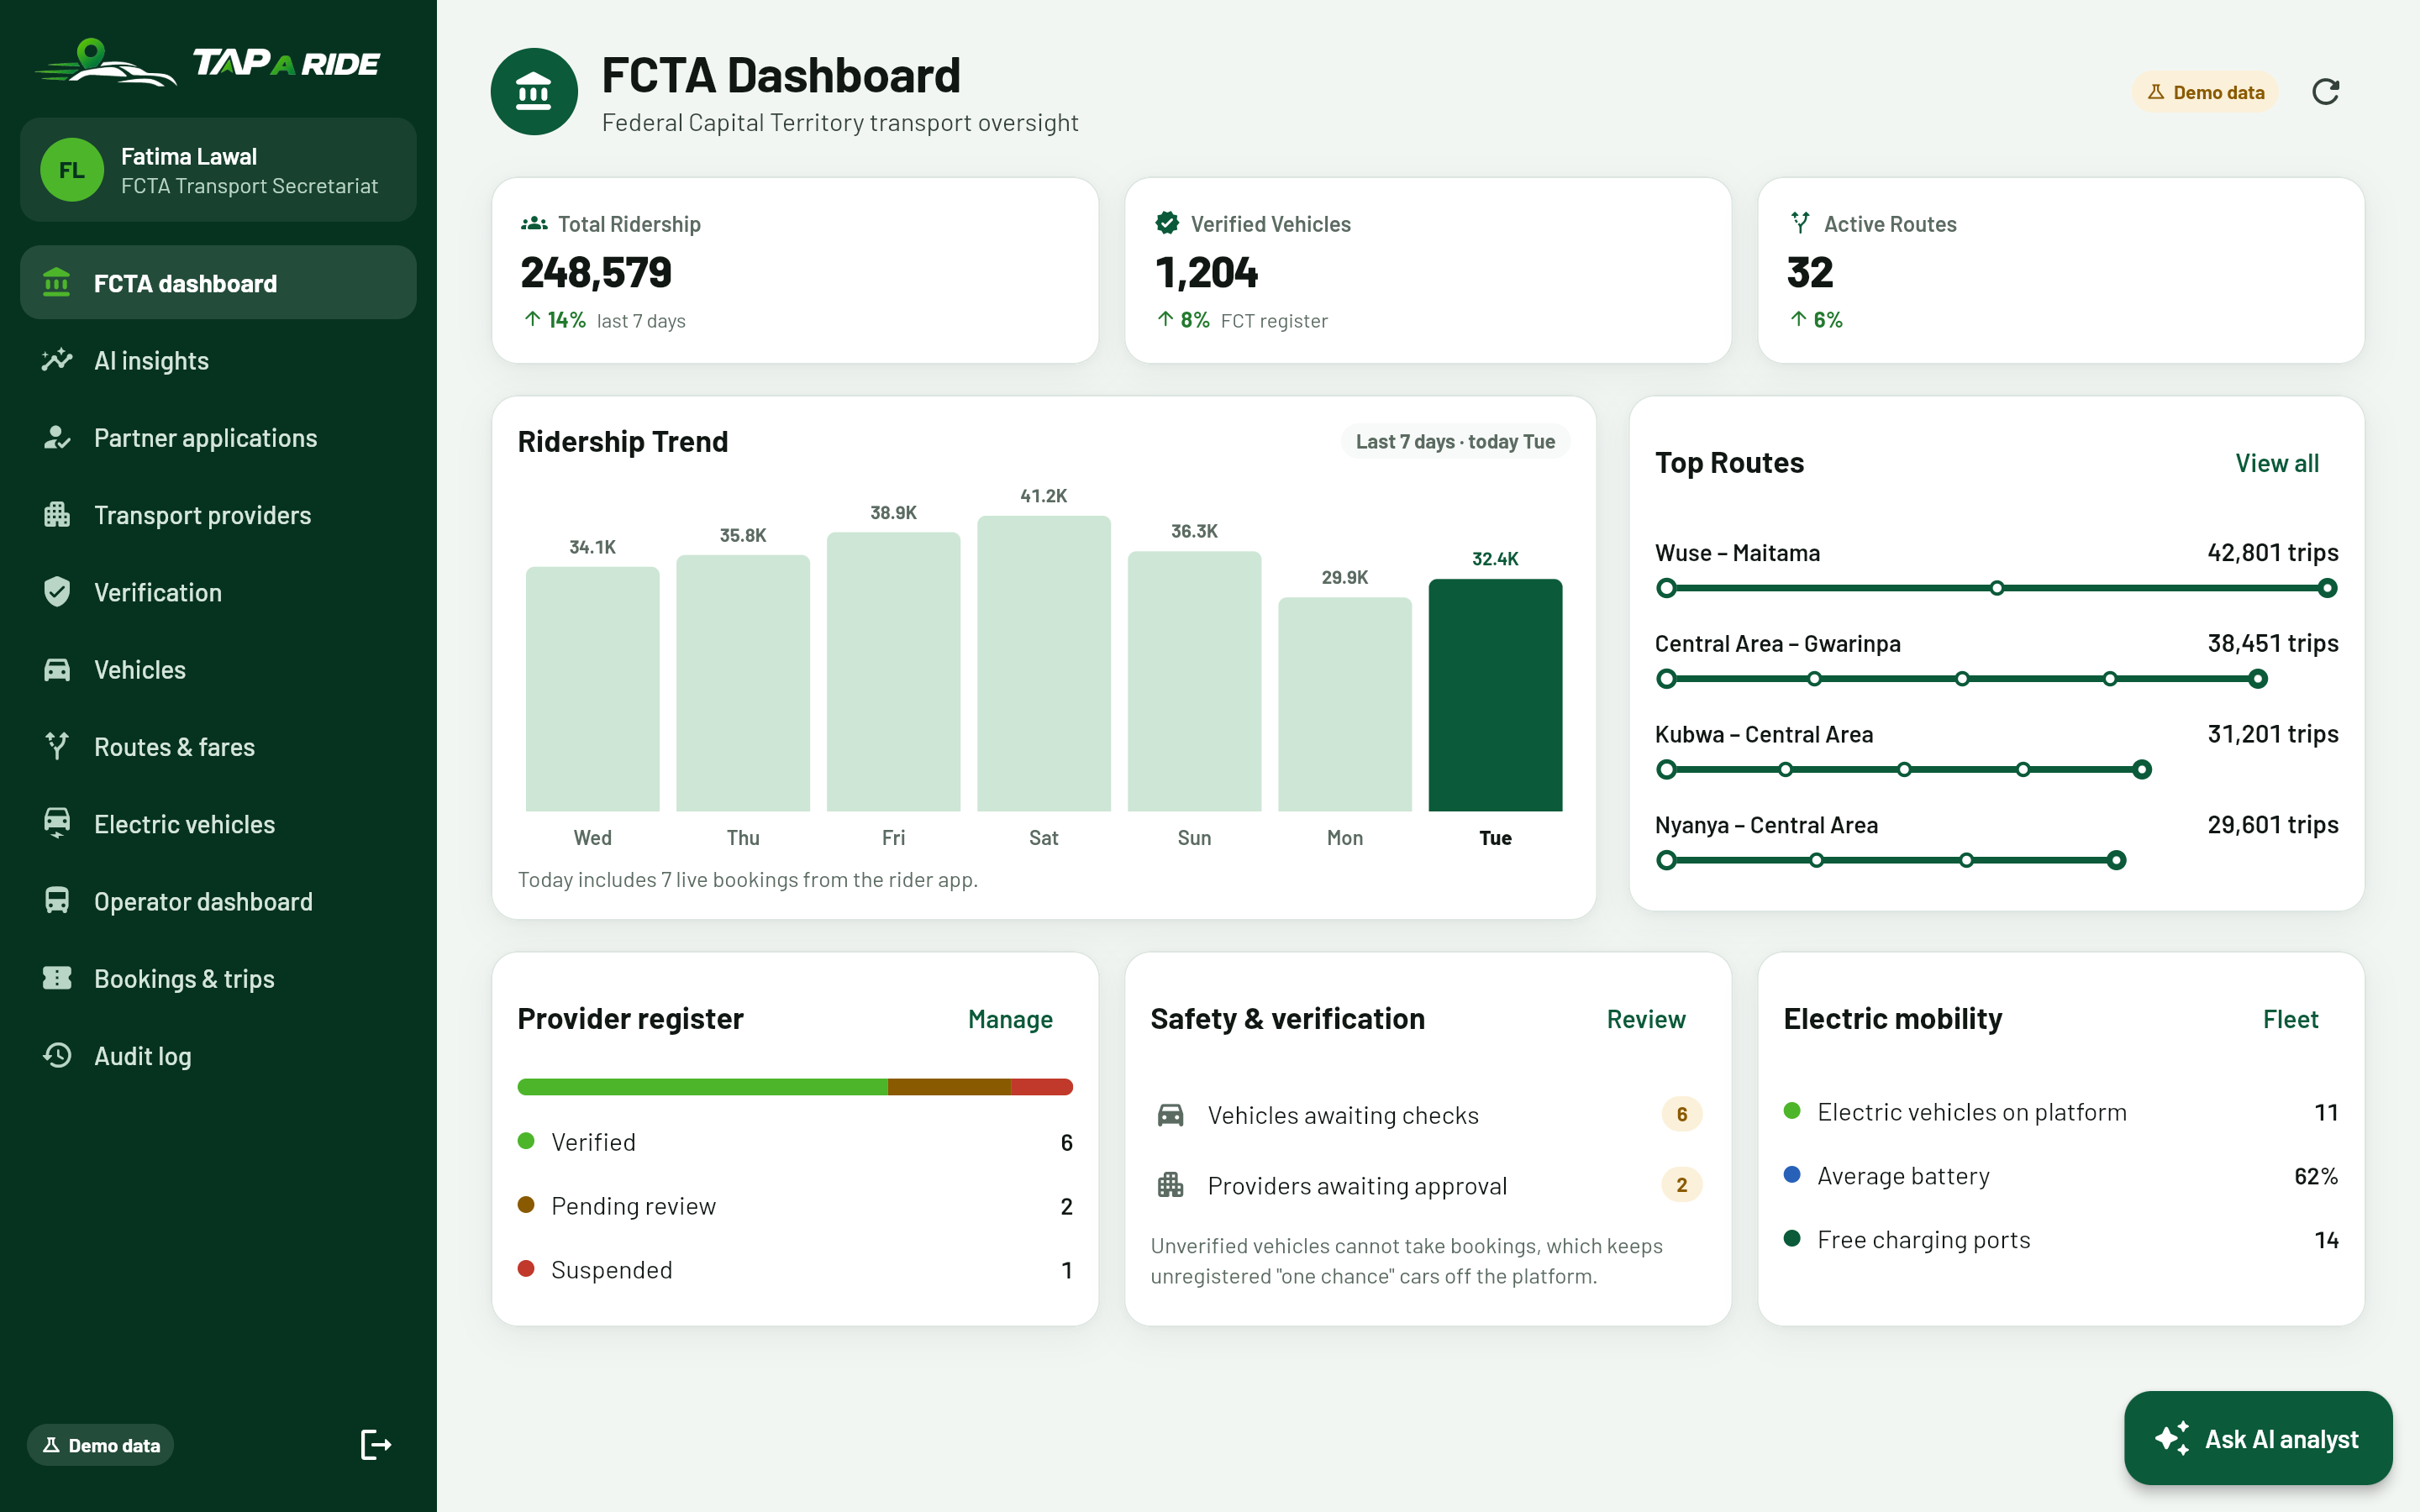 TAP A RIDE
FL
Fatima Lawal
FCTA Transport Secretariat
FCTA dashboard
AI insights
Partner applications
Transport providers
Verification
Vehicles
Routes & fares
Electric vehicles
Operator dashboard
Bookings & trips
Audit log
Demo data
FCTA Dashboard
Federal Capital Territory transport oversight
Demo data
Total Ridership
248,579
14% last 7 days
Verified Vehicles
1,204
8% FCT register
Active Routes
32
6%
Ridership Trend
Last 7 days · today Tue
34.1K
35.8K
38.9K
41.2K
36.3K
29.9K
32.4K
Wed
Thu
Fri
Sat
Sun
Mon
Tue
Today includes 7 live bookings from the rider app.
Top Routes
View all
Wuse – Maitama
42,801 trips
Central Area – Gwarinpa
38,451 trips
Kubwa – Central Area
31,201 trips
Nyanya – Central Area
29,601 trips
Provider register
Manage
Verified
6
Pending review
2
Suspended
1
Safety & verification
Review
Vehicles awaiting checks
6
Providers awaiting approval
2
Unverified vehicles cannot take bookings, which keeps
unregistered "one chance" cars off the platform.
Electric mobility
Fleet
Electric vehicles on platform
11
Average battery
62%
Free charging ports
14
Ask AI analyst